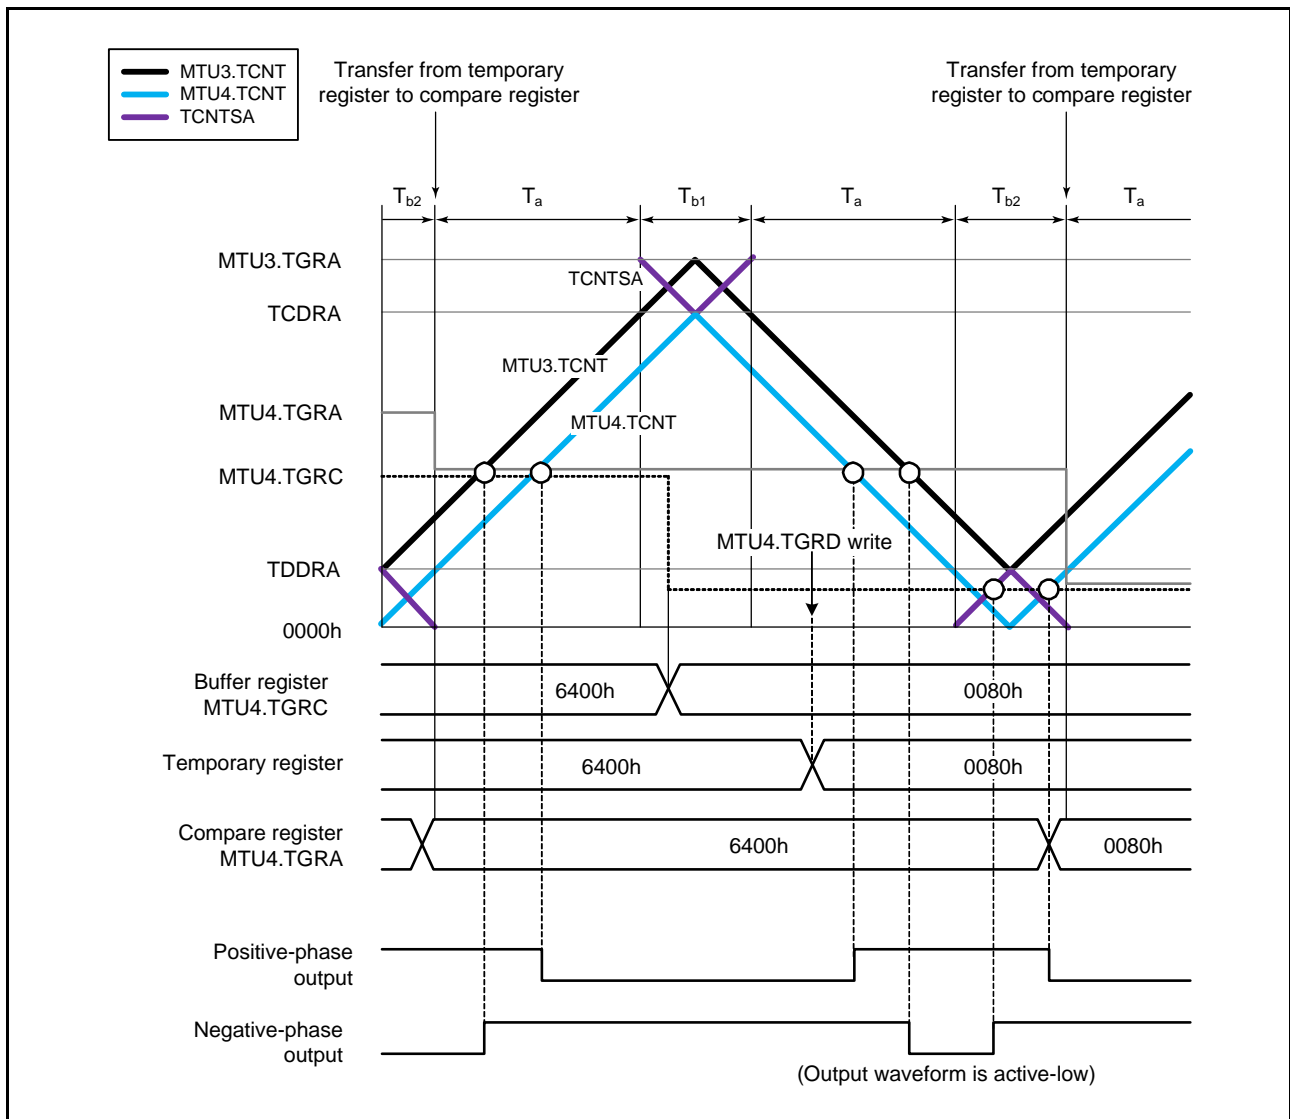 MTU3.TCNT
MTU4.TCNT
TCNTSA
Transfer from temporary
register to compare register
Transfer from temporary
register to compare register
Tb2
Ta
Tb1
Ta
Tb2
Ta
MTU3.TGRA
TCNTSA
TCDRA
MTU3.TCNT
MTU4.TGRA
MTU4.TCNT
MTU4.TGRC
MTU4.TGRD write
TDDRA
0000h
Buffer register
MTU4.TGRC
6400h
0080h
Temporary register
6400h
0080h
Compare register
MTU4.TGRA
6400h
0080h
Positive-phase
output
Negative-phase
output
(Output waveform is active-low)